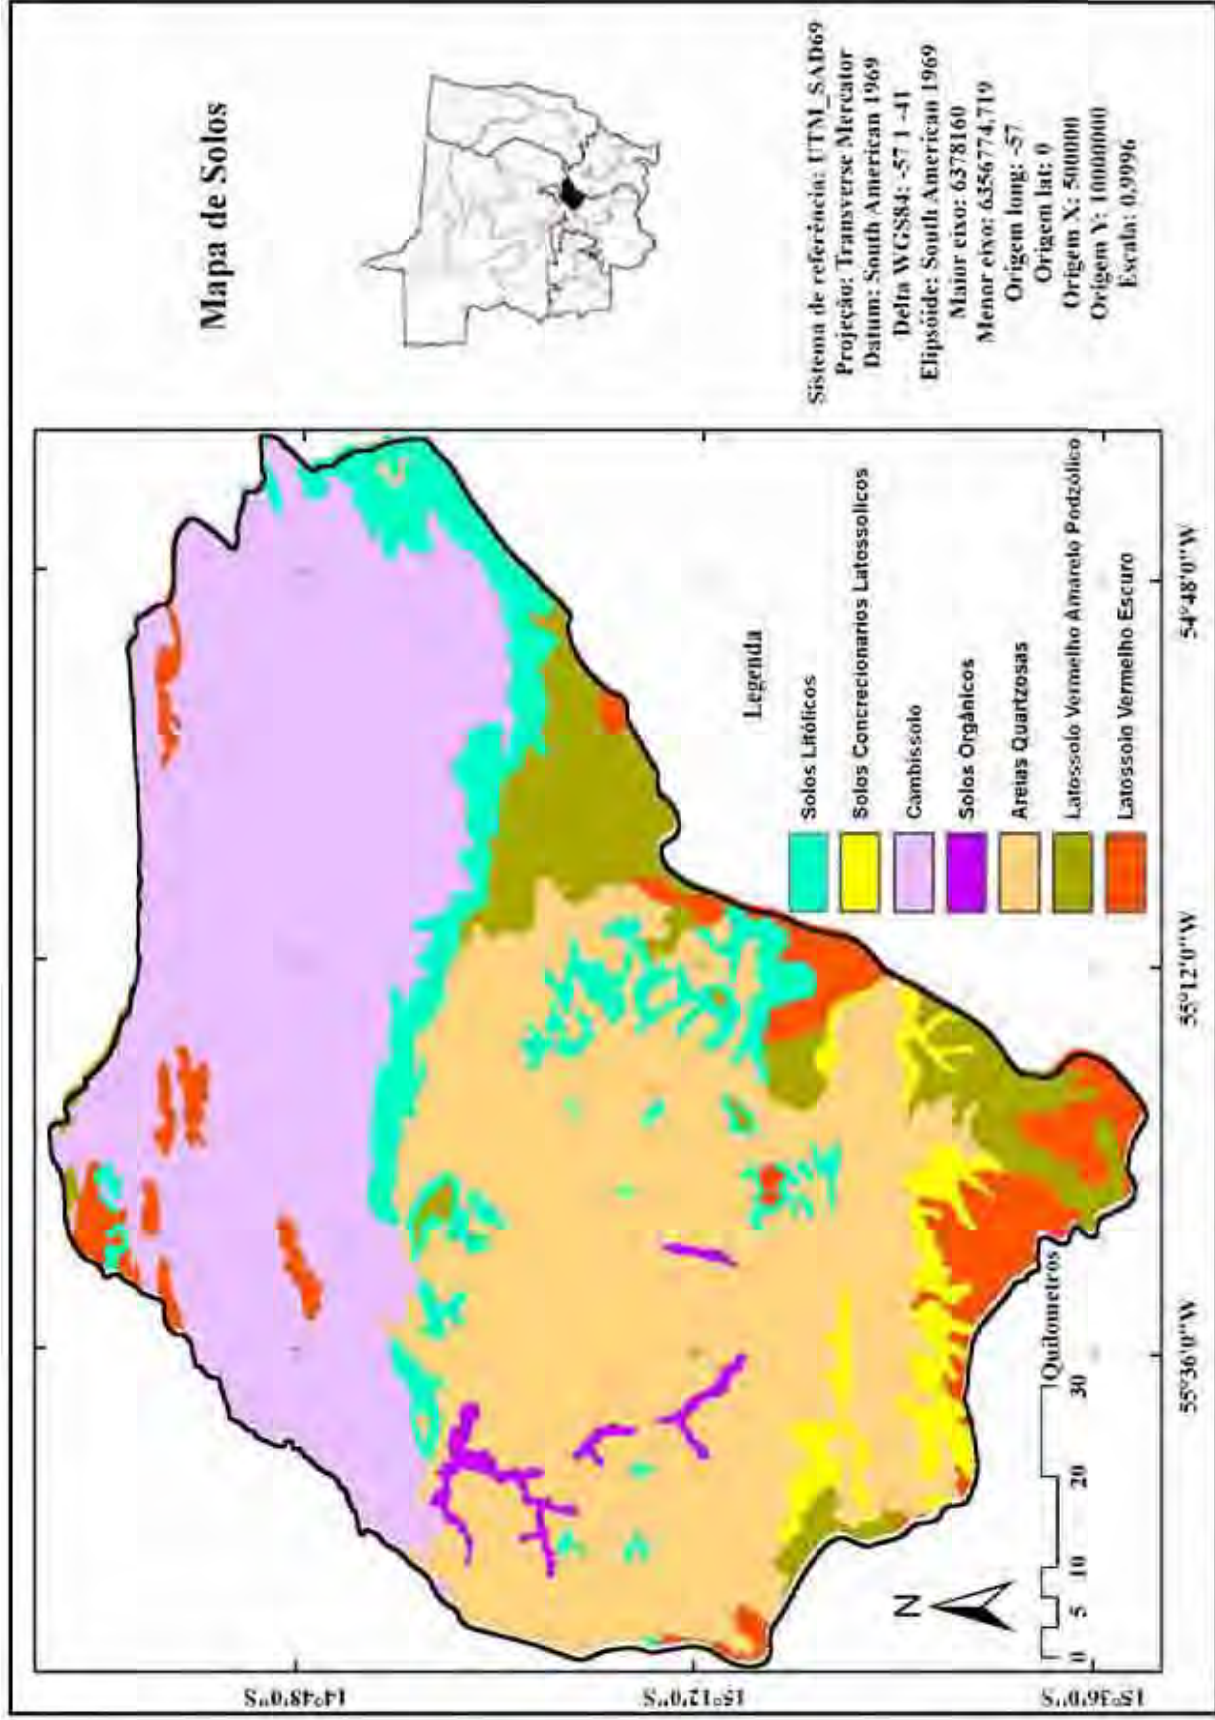 Mapa de Solos
Sistema de referência: UTM_SAD69
Projeção: Transverse Mercator
Datum: South American 1969
Delta WGS84: -57 1 -41
Elipsóide: South American 1969
Maior eixo: 6378160
Menor eixo: 6356774,719
Origem long: -57
Origem lat: 0
Origem X: 500000
Origem Y: 10000000
Escala: 0,9996
Legenda
Solos Litólicos
Solos Concrecionarios Latossolicos
Cambissolo
Solos Orgânicos
Areias Quartzosas
Latossolo Vermelho Amarelo Podzólico
Latossolo Vermelho Escuro
N
0 5 10 20 30
Quilometros
55°36'0"W 55°12'0"W 54°48'0"W
14°48'0"S
15°12'0"S
15°36'0"S